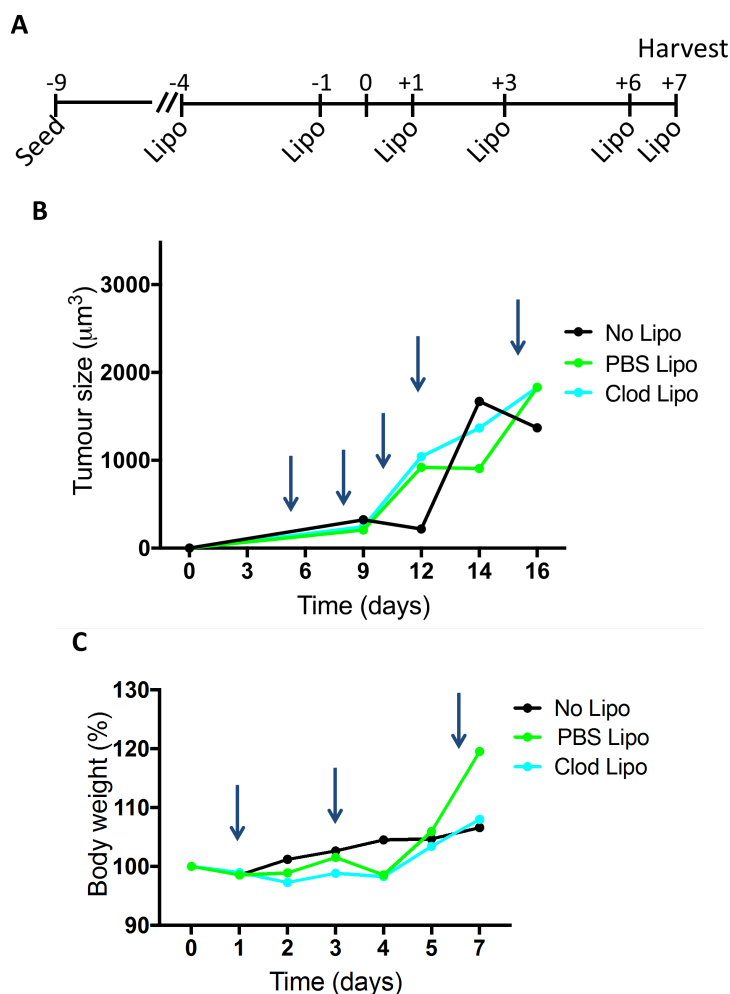 A
Harvest
-9 -4 -1 0 +1 +3 +6 +7
Seed Lipo Lipo Lipo Lipo Lipo Lipo
B
Tumour size (µm³)
3000
2000
1000
0
0 3 6 9 12 14 16
Time (days)
No Lipo
PBS Lipo
Clod Lipo
C
Body weight (%)
130
120
110
100
90
0 1 2 3 4 5 7
Time (days)
No Lipo
PBS Lipo
Clod Lipo